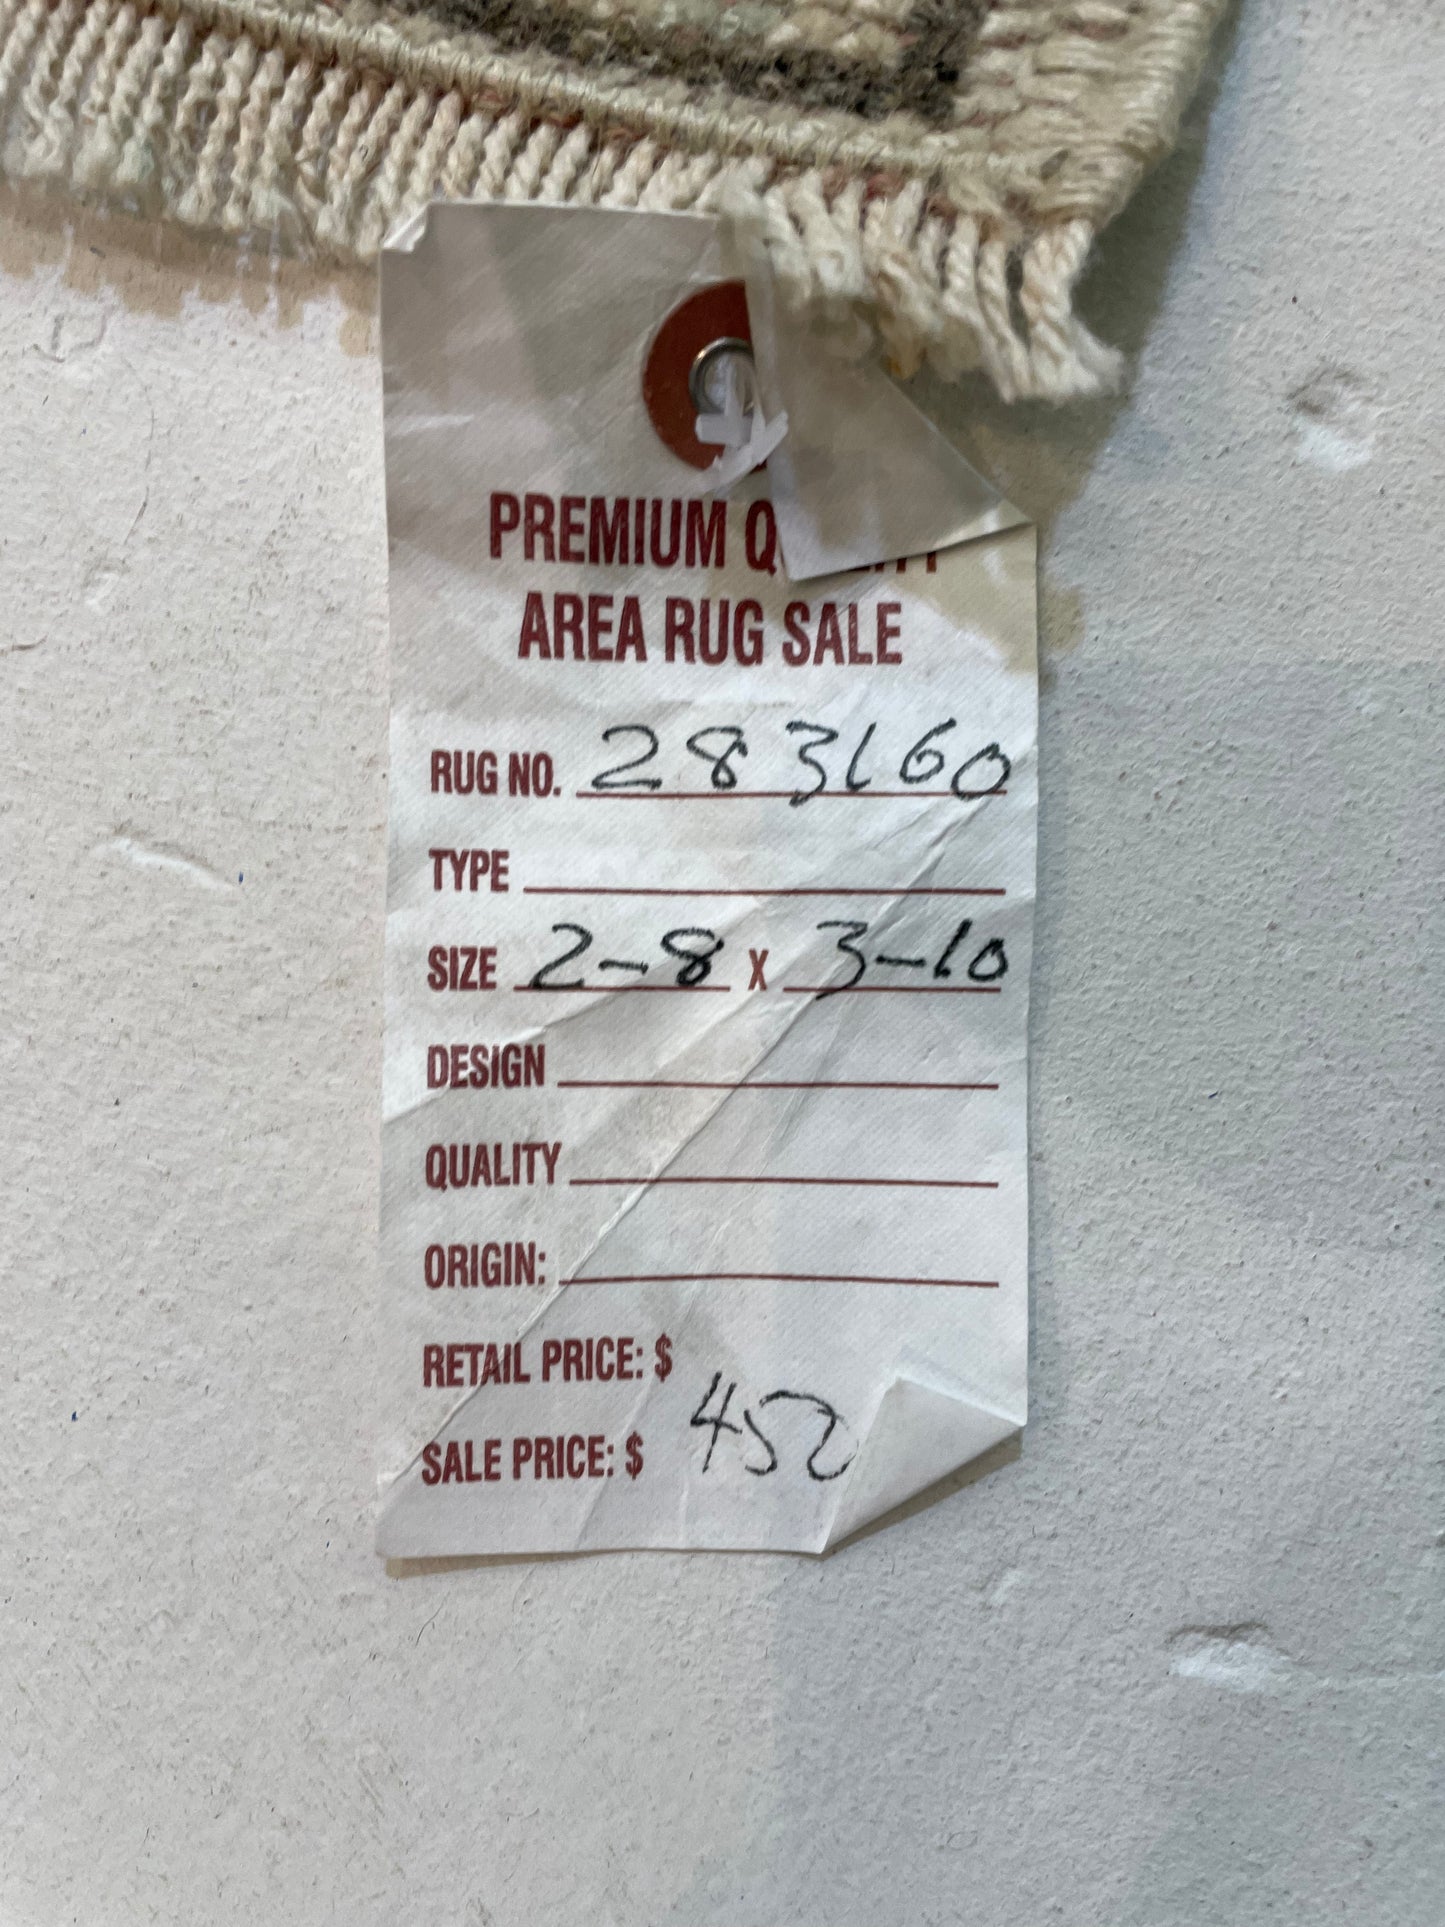 PREMIUM QUALITY
AREA RUG SALE
RUG NO. 283160
TYPE
SIZE 2-8 X 3-10
DESIGN
QUALITY
ORIGIN:
RETAIL PRICE: $
SALE PRICE: $ 452